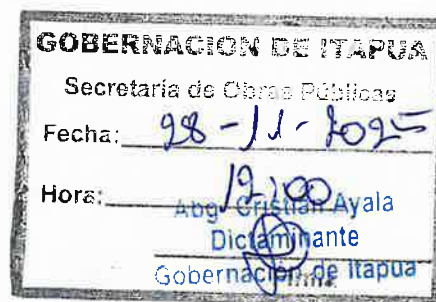 GOBERNACION DE ITAPUA
Secretaría de Obras Públicas
Fecha: 28-11-2025
Hora: 12:00
Abg. Cristian Ayala
Dictaminante
Gobernación de Itapua
Firma